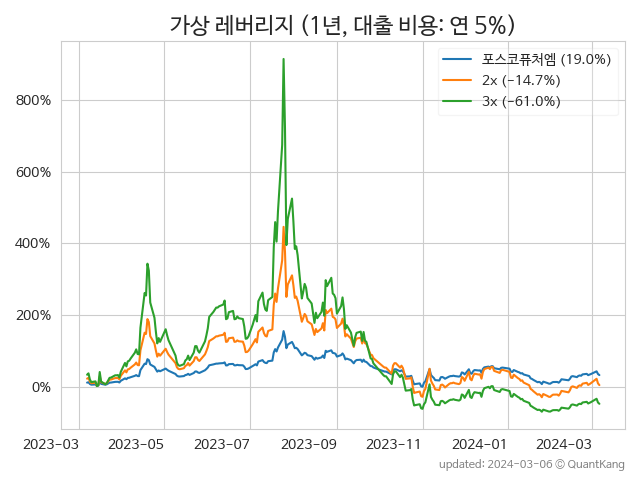 가상 레버리지 (1년, 대출 비용: 연 5%)
포스코퓨처엠 (19.0%)
2x (−14.7%)
3x (−61.0%)
800%
600%
400%
200%
0%
2023-03 2023-05 2023-07 2023-09 2023-11 2024-01 2024-03
updated: 2024-03-06 © QuantKang